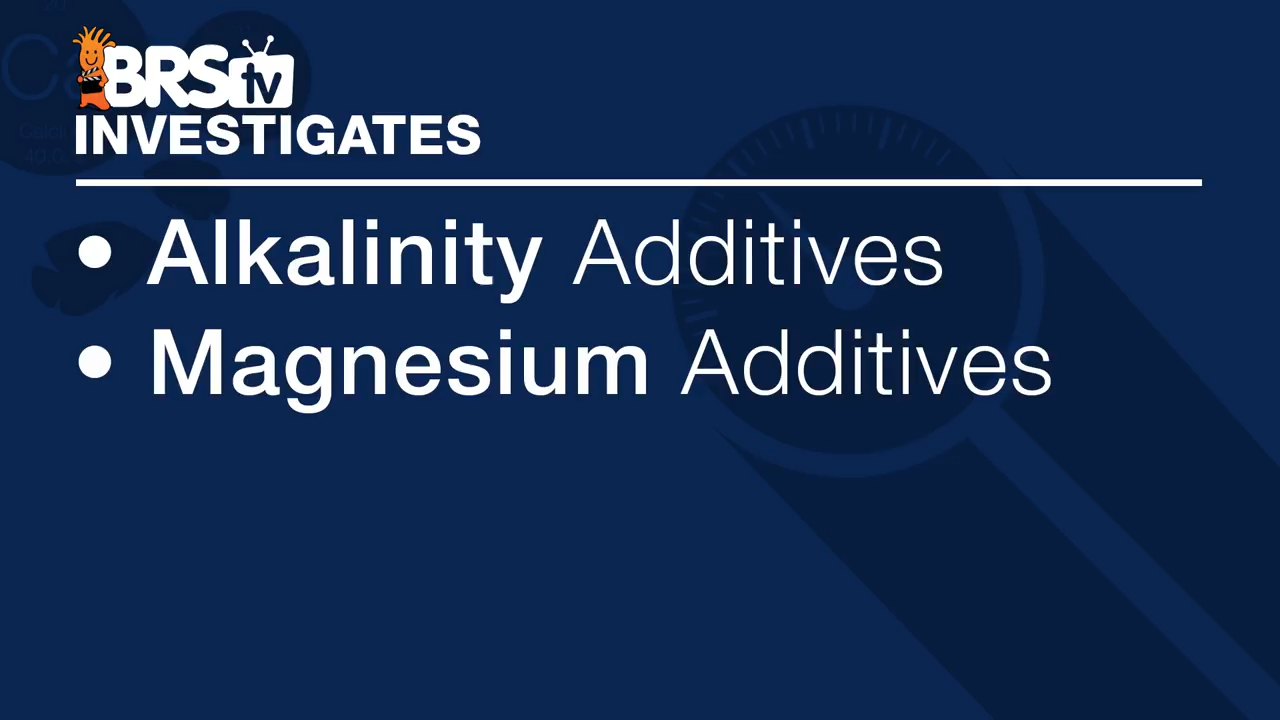 BRStv
INVESTIGATES
• Alkalinity Additives
• Magnesium Additives